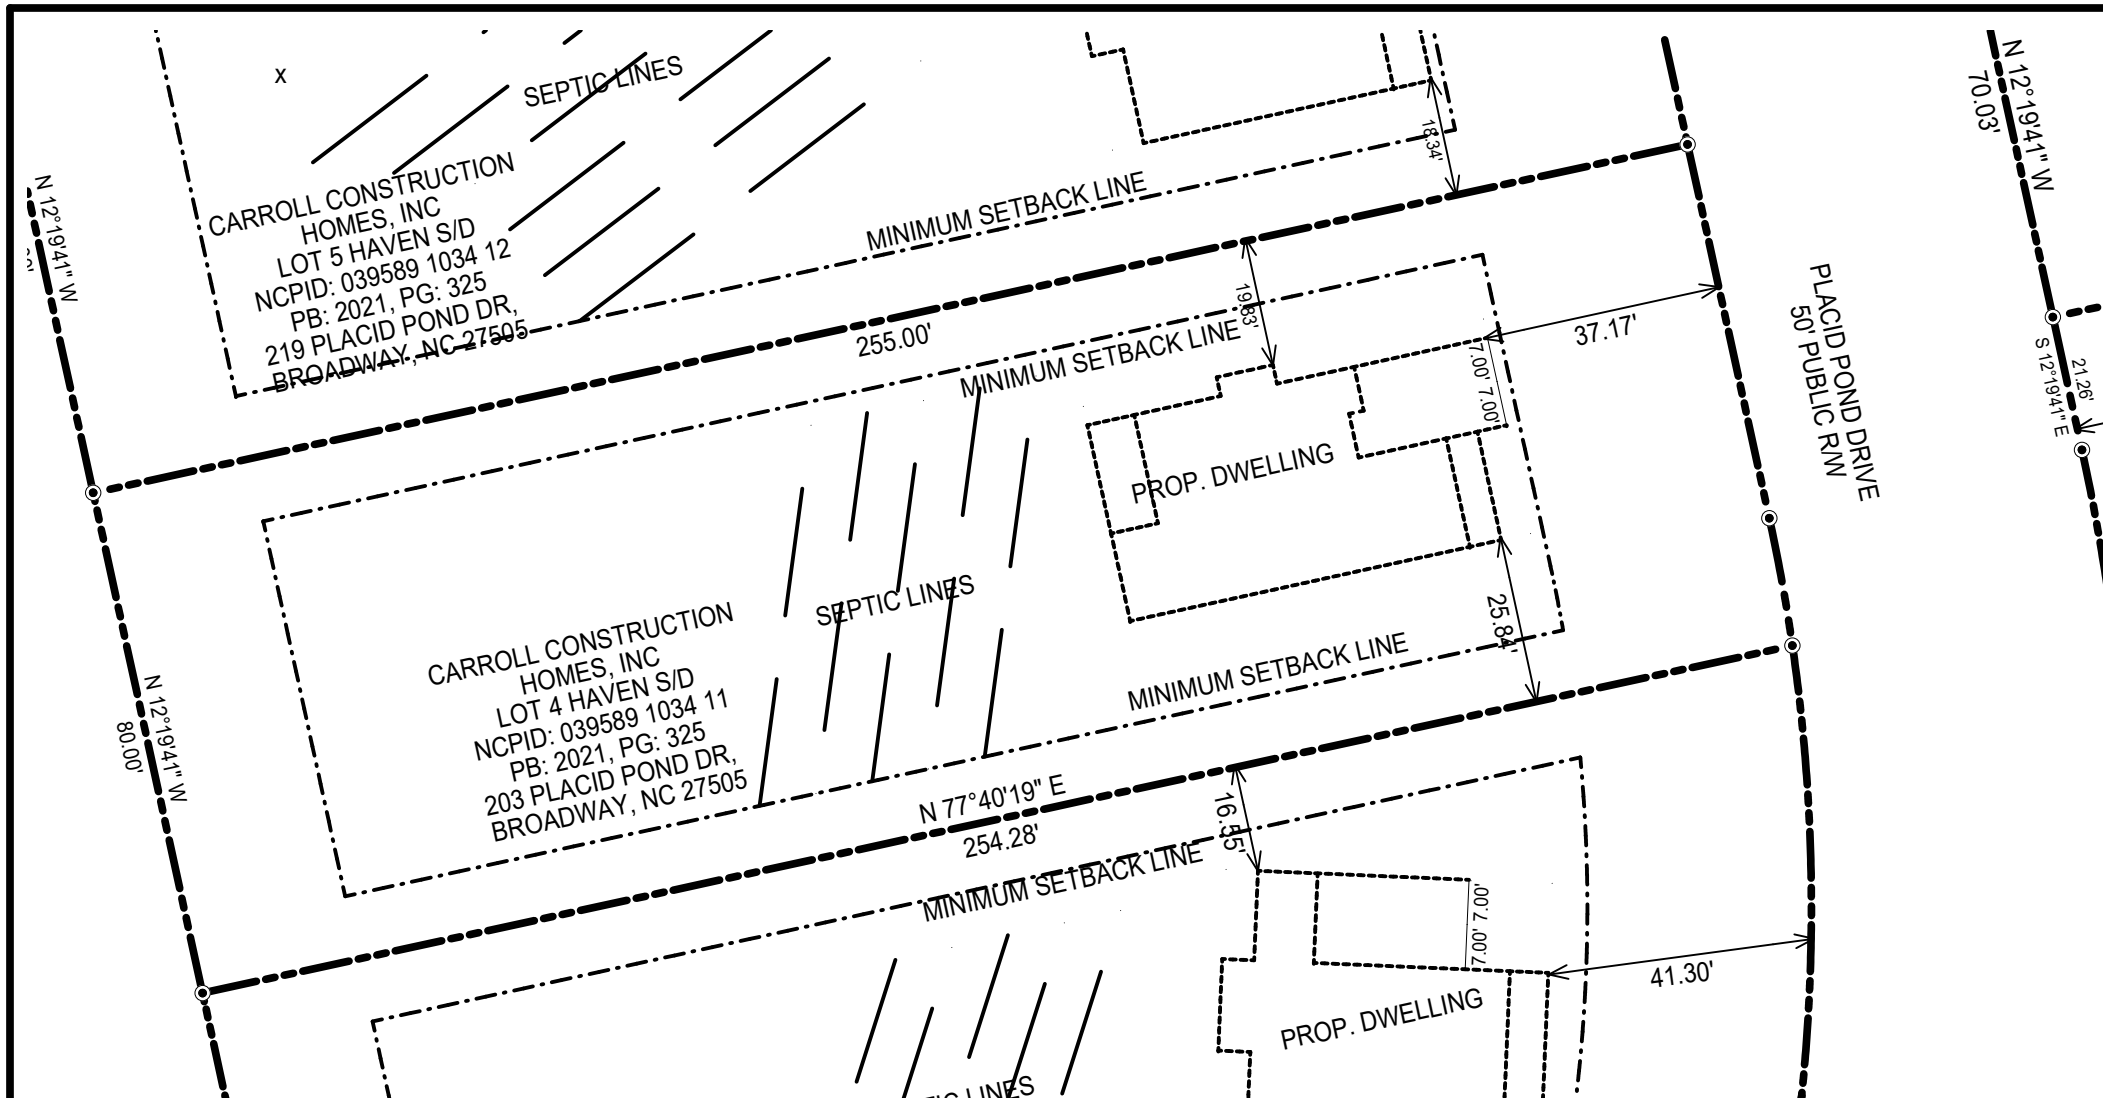 X
SEPTIC LINES
N 12°19'41" W
70.03'
18.34'
N 12°19'41" W
CARROLL CONSTRUCTION
HOMES, INC
LOT 5 HAVEN S/D
NCPID: 039589 1034 12
PB: 2021, PG: 325
219 PLACID POND DR,
BROADWAY, NC 27505
MINIMUM SETBACK LINE
255.00'
19.83'
MINIMUM SETBACK LINE
37.17'
7.00' 7.00'
PLACID POND DRIVE
50' PUBLIC R/W
21.26'
S 12°19'41" E
PROP. DWELLING
SEPTIC LINES
25.84'
CARROLL CONSTRUCTION
HOMES, INC
LOT 4 HAVEN S/D
NCPID: 039589 1034 11
PB: 2021, PG: 325
203 PLACID POND DR,
BROADWAY, NC 27505
MINIMUM SETBACK LINE
N 12°19'41" W
80.00'
N 77°40'19" E
254.28'
16.55'
MINIMUM SETBACK LINE
7.00' 7.00'
41.30'
PROP. DWELLING
LINES